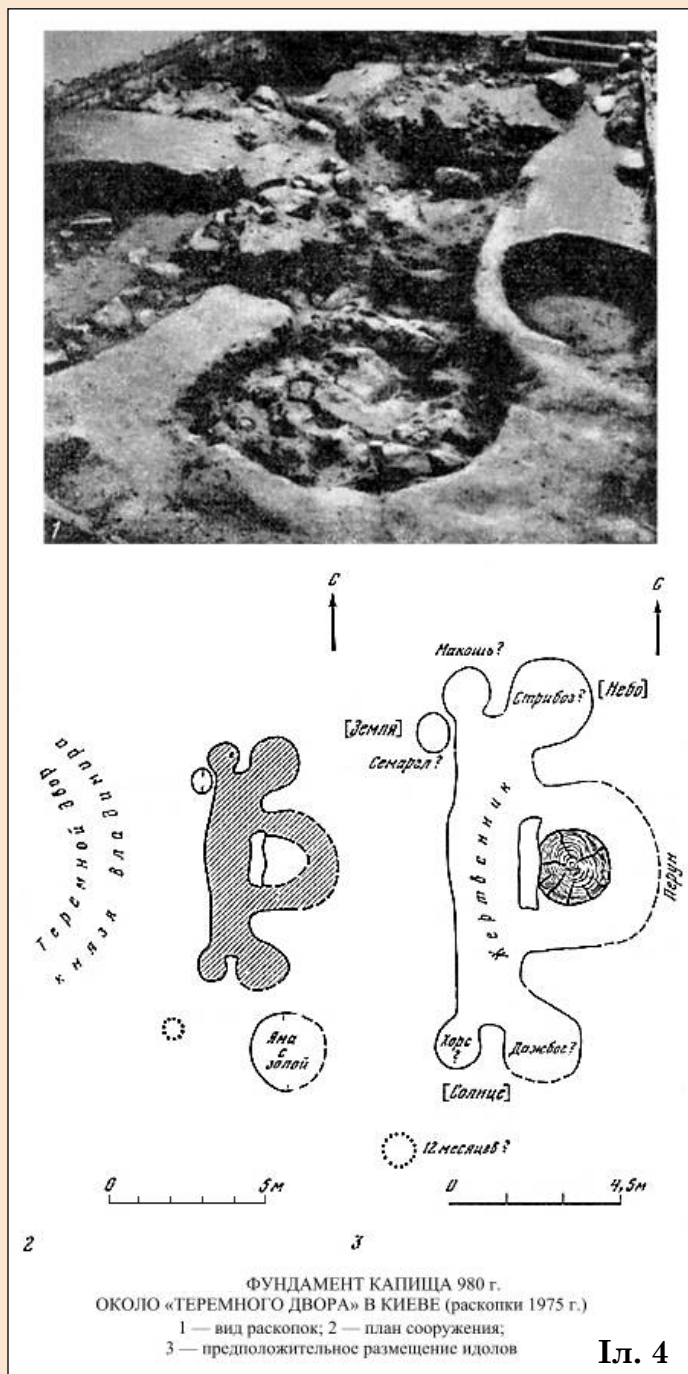 1
С
С
Макошь?
Стрибог?
[Небо]
[Земля]
Семаргл?
Теремной двор
князя владимира
Жертвенник
Перун
Яма
с
золой
Хорс
?
Дажбог?
[Солнце]
12 месяцев?
0
5 м
0
4,5м
2
3
ФУНДАМЕНТ КАПИЩА 980 г.
ОКОЛО «ТЕРЕМНОГО ДВОРА» В КИЕВЕ (раскопки 1975 г.)
1 — вид раскопок; 2 — план сооружения;
3 — предположительное размещение идолов
Іл. 4